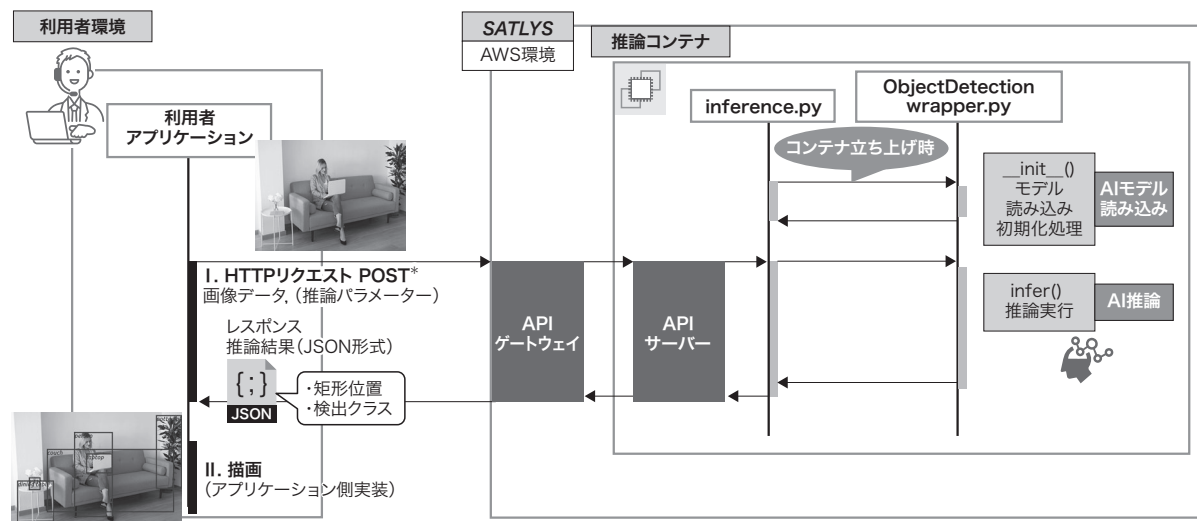 利用者環境
利用者
アプリケーション
SATLYS
AWS環境
推論コンテナ
inference.py
ObjectDetection
wrapper.py
コンテナ立ち上げ時
__init__()
モデル
読み込み
初期化処理
AIモデル
読み込み
I. HTTPリクエスト POST*
画像データ,（推論パラメーター）
API
ゲートウェイ
API
サーバー
infer()
推論実行
AI推論
レスポンス
推論結果（JSON形式）
{ ; }
JSON
・矩形位置
・検出クラス
II. 描画
（アプリケーション側実装）
couch
laptop